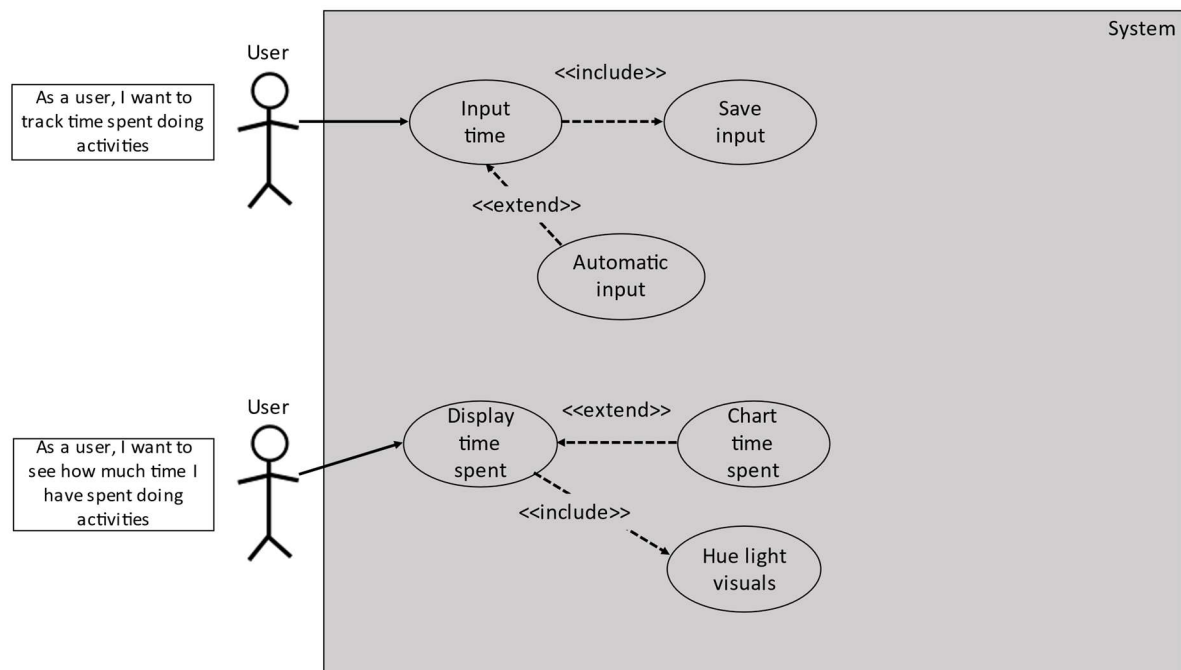 System
User
As a user, I want to
track time spent doing
activities
<<include>>
Input
time
Save
input
<<extend>>
Automatic
input
User
As a user, I want to
see how much time I
have spent doing
activities
Display
time
spent
<<extend>>
Chart
time
spent
<<include>>
Hue light
visuals